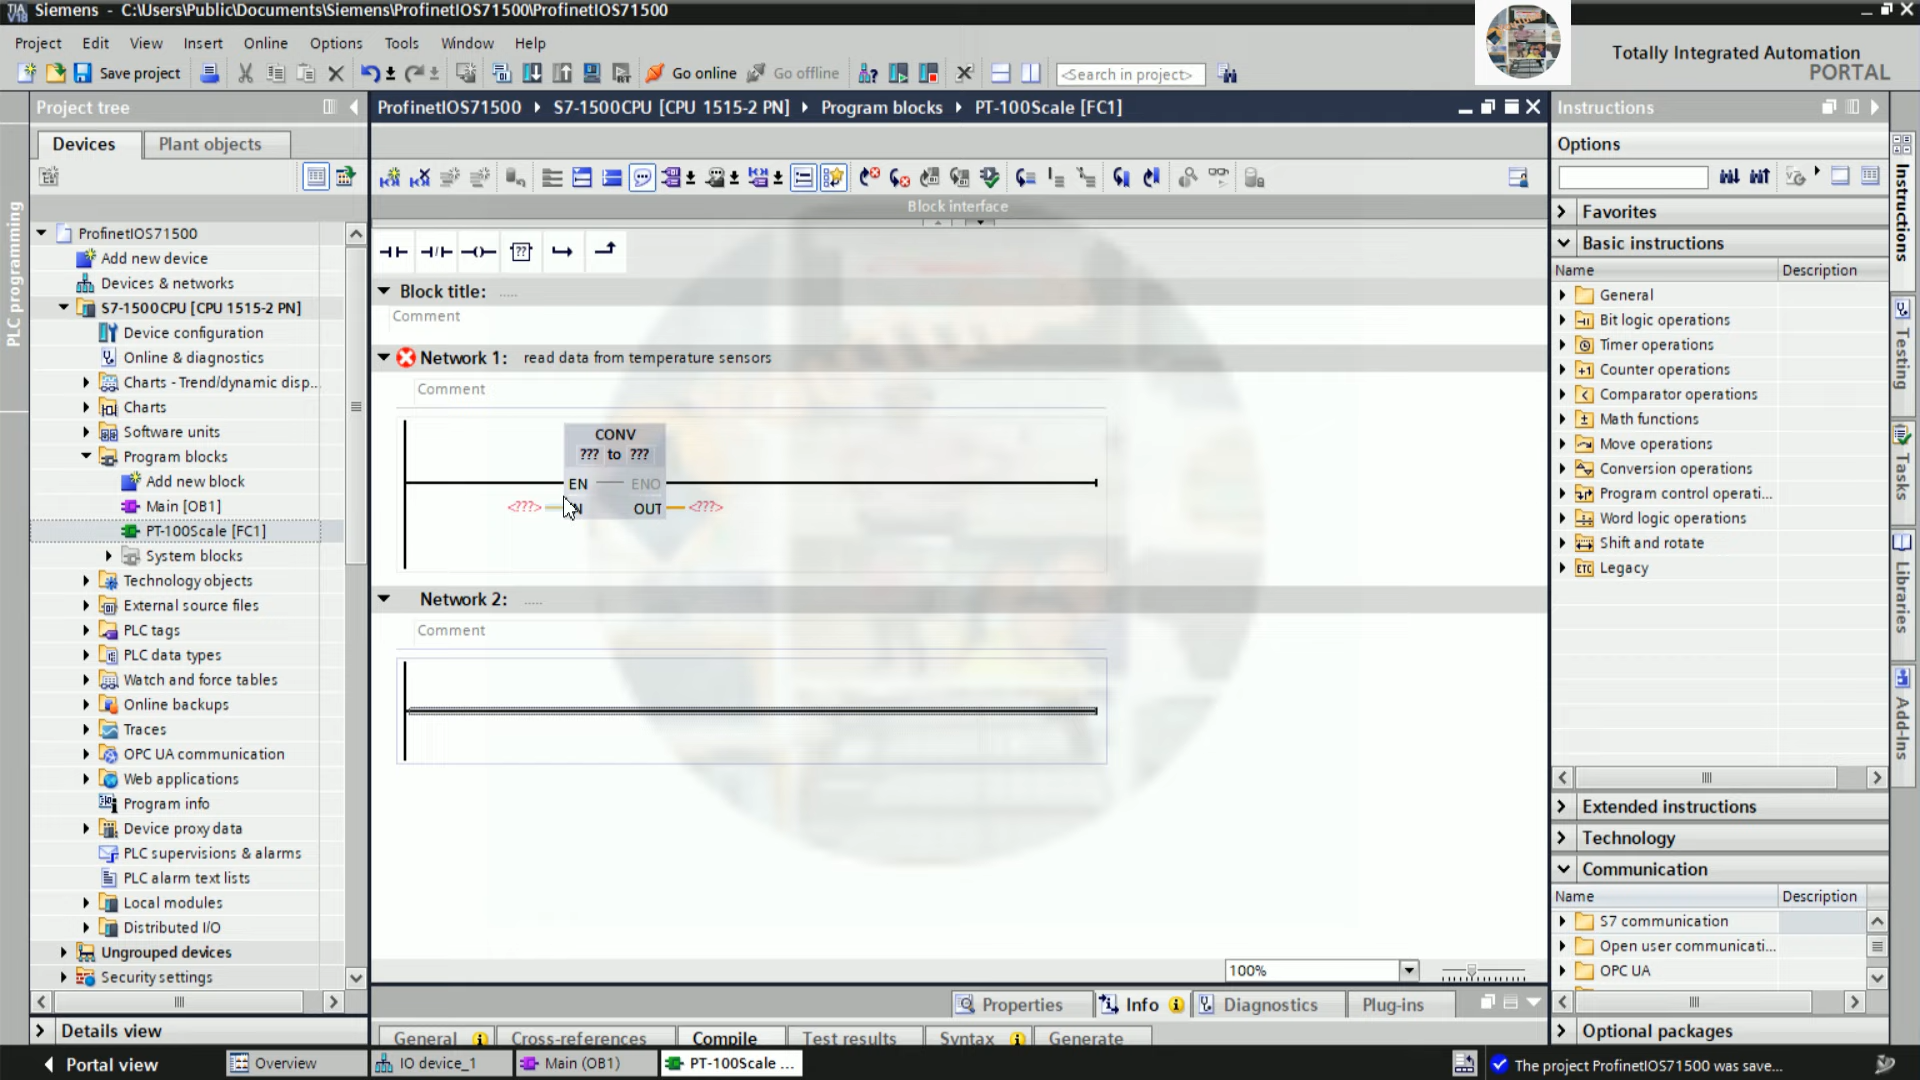 Siemens - C:\Users\Public\Documents\Siemens\ProfinetIOS71500\ProfinetIOS71500
Project Edit View Insert Online Options Tools Window Help
Totally Integrated Automation
PORTAL
Save project
Go online
Go offline
<Search in project>
Project tree
ProfinetIOS71500 S7-1500CPU [CPU 1515-2 PN] Program blocks PT-100Scale [FC1]
Instructions
Devices
Plant objects
Options
Block interface
PLC programming
ProfinetIOS71500
Add new device
Devices & networks
S7-1500CPU [CPU 1515-2 PN]
Device configuration
Online & diagnostics
Charts - Trend/dynamic disp...
Charts
Software units
Program blocks
Add new block
Main [OB1]
PT-100Scale [FC1]
System blocks
Technology objects
External source files
PLC tags
PLC data types
Watch and force tables
Online backups
Traces
OPC UA communication
Web applications
Program info
Device proxy data
PLC supervisions & alarms
PLC alarm text lists
Local modules
Distributed I/O
Ungrouped devices
Security settings
Details view
??
Block title: .....
Comment
Network 1: read data from temperature sensors
Comment
CONV
??? to ???
EN ENO
<???> IN OUT <???>
Network 2: .....
Comment
100%
Properties Info Diagnostics Plug-ins
General Cross-references Compile Test results Syntax Generate
Favorites
Basic instructions
Name Description
General
Bit logic operations
Timer operations
Counter operations
Comparator operations
Math functions
Move operations
Conversion operations
Program control operati...
Word logic operations
Shift and rotate
Legacy
Extended instructions
Technology
Communication
Name Description
S7 communication
Open user communicati...
OPC UA
Optional packages
Instructions
Testing
Tasks
Libraries
Add-Ins
Portal view
Overview
IO device_1
Main (OB1)
PT-100Scale ...
The project ProfinetIOS71500 was save...